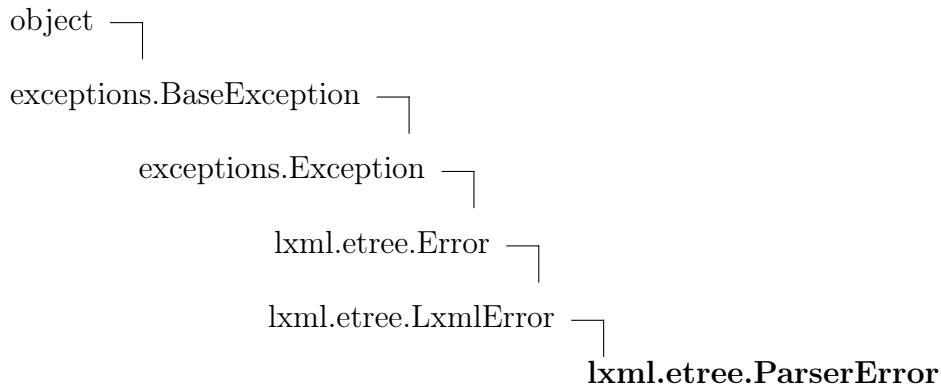 object
exceptions.BaseException
exceptions.Exception
lxml.etree.Error
lxml.etree.LxmlError
lxml.etree.ParserError